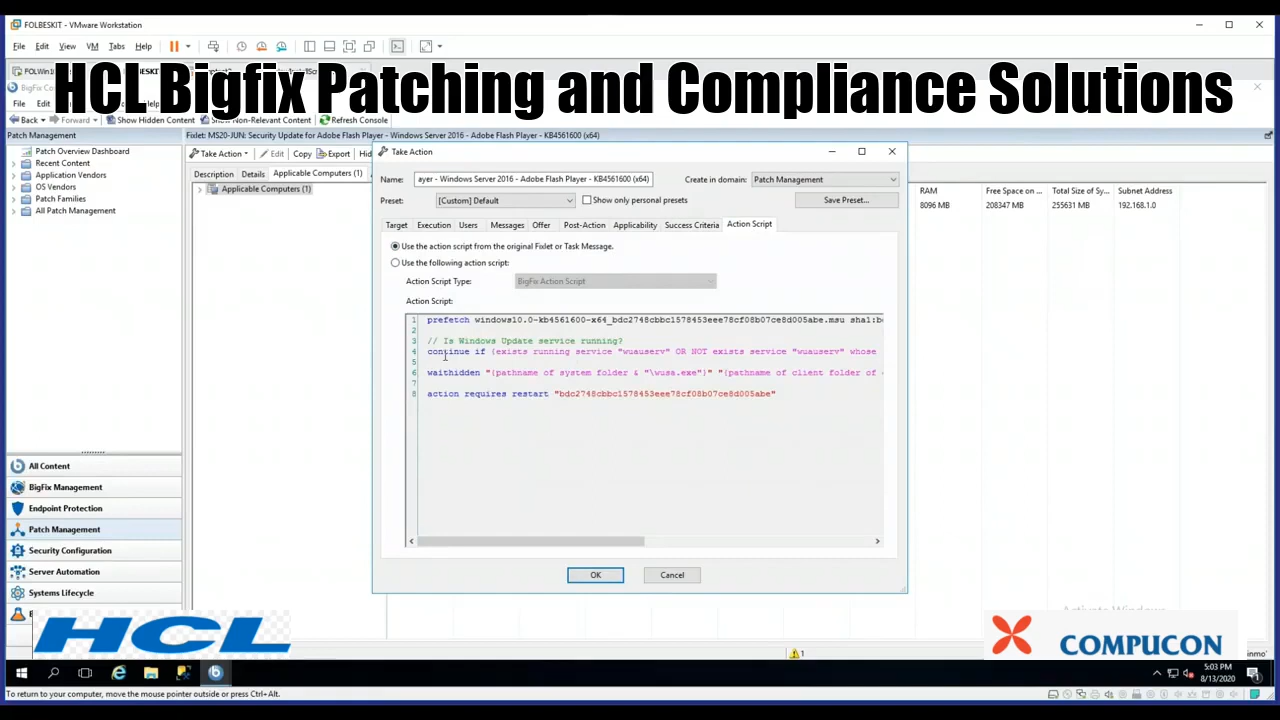 FOLBESKIT - VMware Workstation
File Edit View VM Tabs Help
HCL Bigfix Patching and Compliance Solutions
File Edit
Back Forward Show Hidden Content Show Non-Relevant Content Refresh Console
Patch Management
Fixlet: MS20-JUN: Security Update for Adobe Flash Player - Windows Server 2016 - Adobe Flash Player - KB4561600 (x64)
Patch Overview Dashboard
Recent Content
Application Vendors
OS Vendors
Patch Families
All Patch Management
Take Action Edit Copy Export
Description Details Applicable Computers (1)
Applicable Computers (1)
Take Action
Name: ayer - Windows Server 2016 - Adobe Flash Player - KB4561600 (x64) Create in domain: Patch Management
Preset: [Custom] Default Show only personal presets Save Preset...
Target Execution Users Messages Offer Post-Action Applicability Success Criteria Action Script
Use the action script from the original Fixlet or Task Message.
Use the following action script:
Action Script Type: BigFix Action Script
Action Script:
1 prefetch windows10.0-kb4561600-x64_bdc2748cbbc1578453eee78cf08b07ce8d005abe.msu sha1:bd
2
3 // Is Windows Update service running?
4 continue if {exists running service "wuauserv" OR NOT exists service "wuauserv" whose
5
6 waithidden "{pathname of system folder & "\wusa.exe"}" "{pathname of client folder of
7
8 action requires restart "bdc2748cbbc1578453eee78cf08b07ce8d005abe"
OK Cancel
RAM Free Space on ... Total Size of Sy... Subnet Address
8096 MB 208347 MB 255631 MB 192.168.1.0
All Content
BigFix Management
Endpoint Protection
Patch Management
Security Configuration
Server Automation
Systems Lifecycle
HCL
COMPUCON
1
5:03 PM
8/13/2020
To return to your computer, move the mouse pointer outside or press Ctrl+Alt.